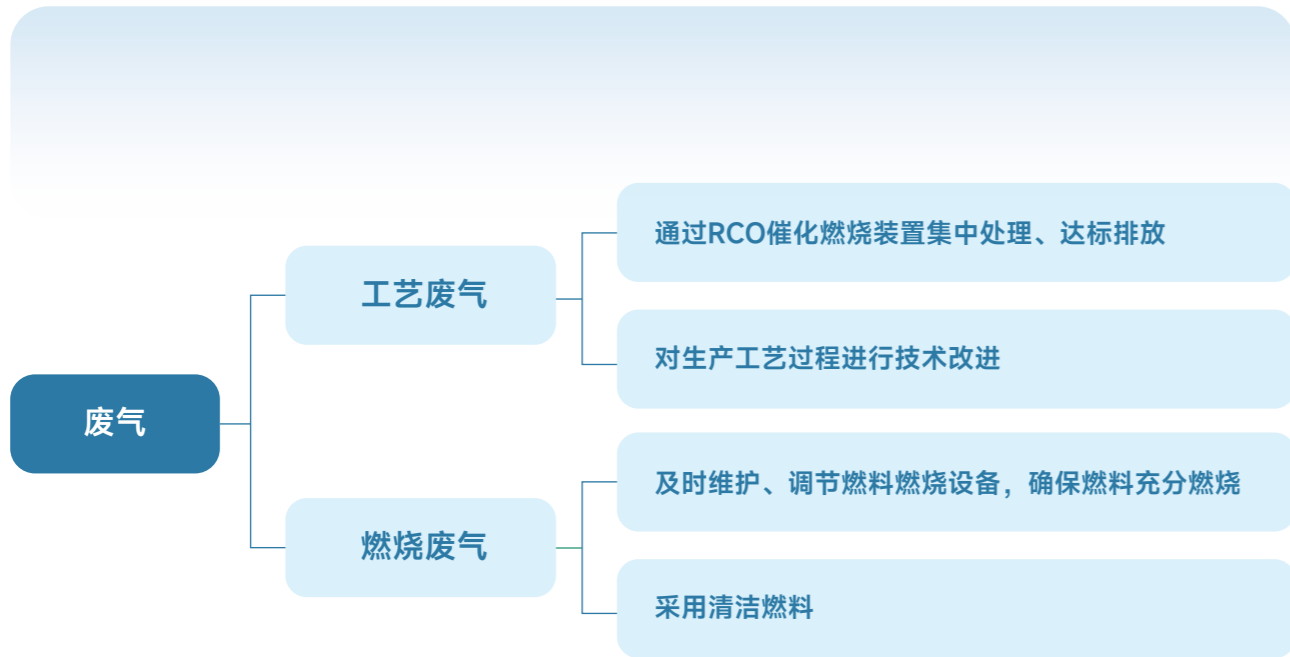 废气
工艺废气
通过RCO催化燃烧装置集中处理、达标排放
对生产工艺过程进行技术改进
燃烧废气
及时维护、调节燃料燃烧设备，确保燃料充分燃烧
采用清洁燃料